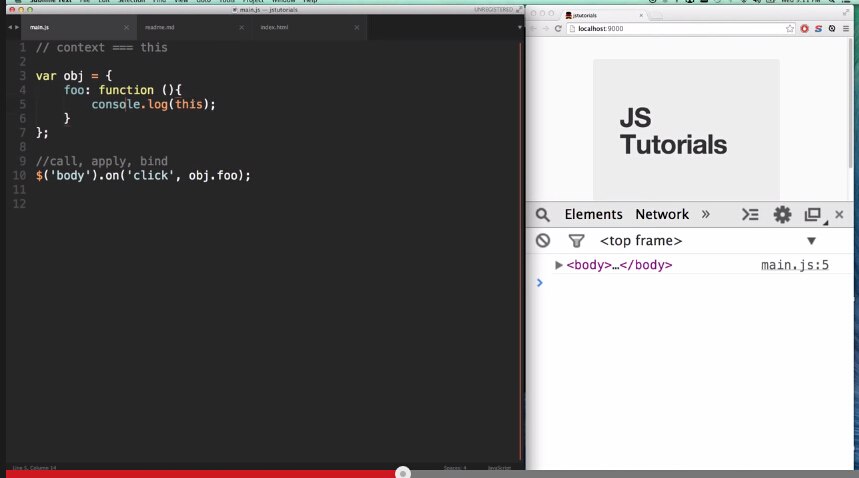 Sublime Text File Edit Selection Find View Goto Tools Project Window Help
main.js — jstutorials UNREGISTERED
main.js readme.md index.html
1 // context === this
2
3 var obj = {
4 foo: function (){
5 console.log(this);
6 }
7 };
8
9 //call, apply, bind
10 $('body').on('click', obj.foo);
11
12
Line 5, Column 14 Spaces: 4 JavaScript
jstutorials
localhost:9000
JS
Tutorials
Elements Network »
<top frame>
<body>…</body> main.js:5